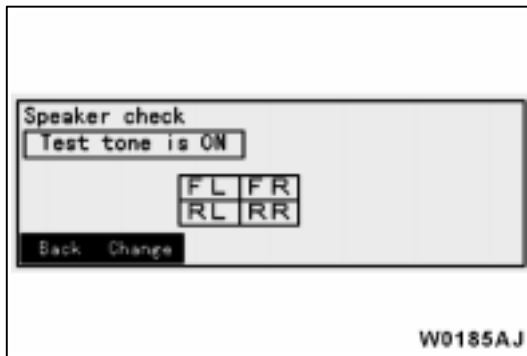 Speaker check
Test tone is ON
FL FR
RL RR
Back Change
W0185AJ